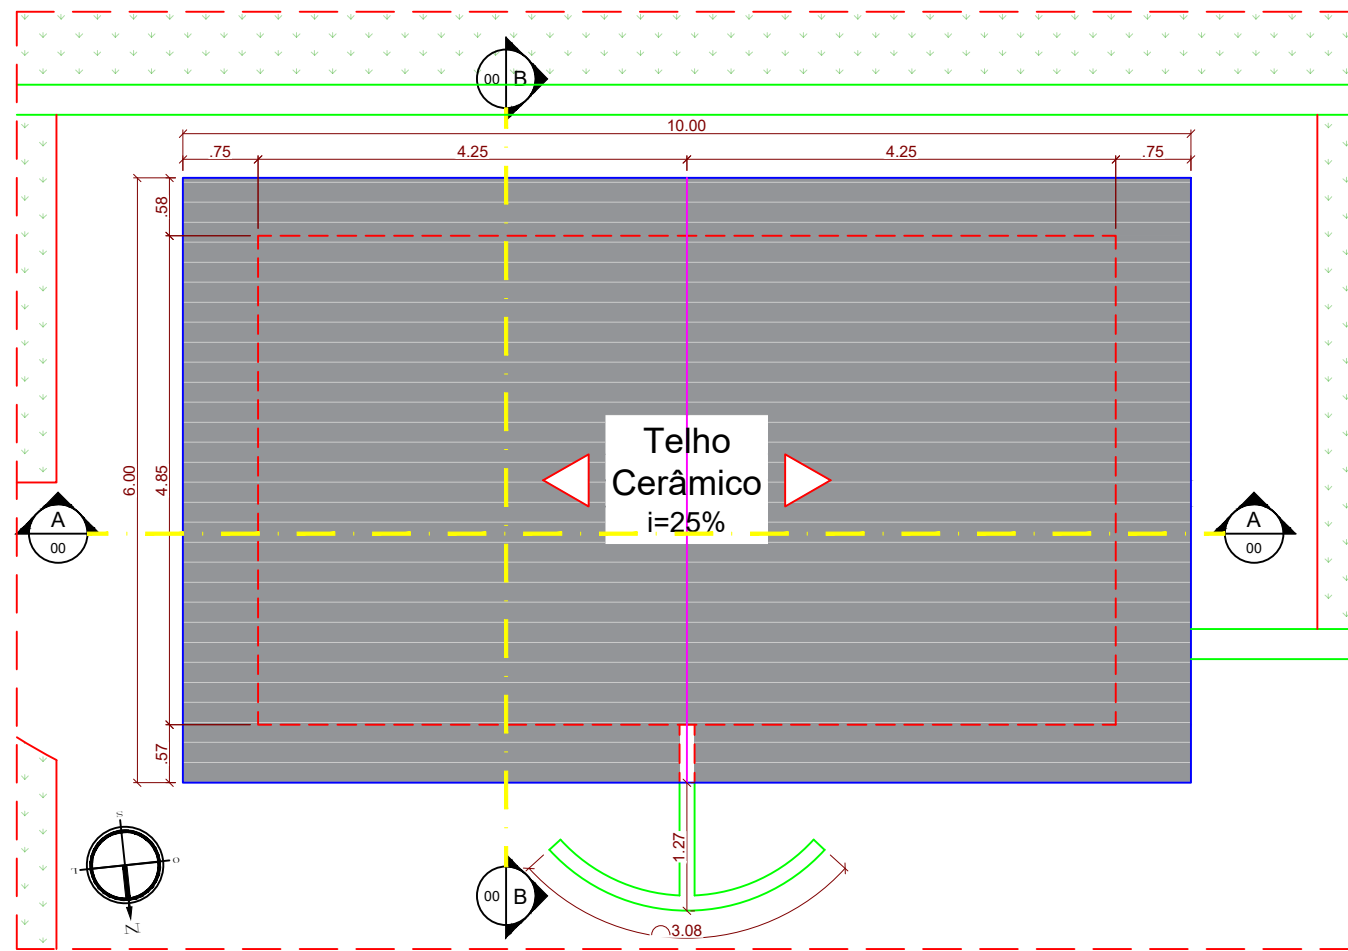 00 B
10.00
.75 4.25 4.25 .75
.58
6.00
4.85
Telho
Cerâmico
i=25%
A
00
A
00
.57
S
L O
N
1.27
00 B
3.08